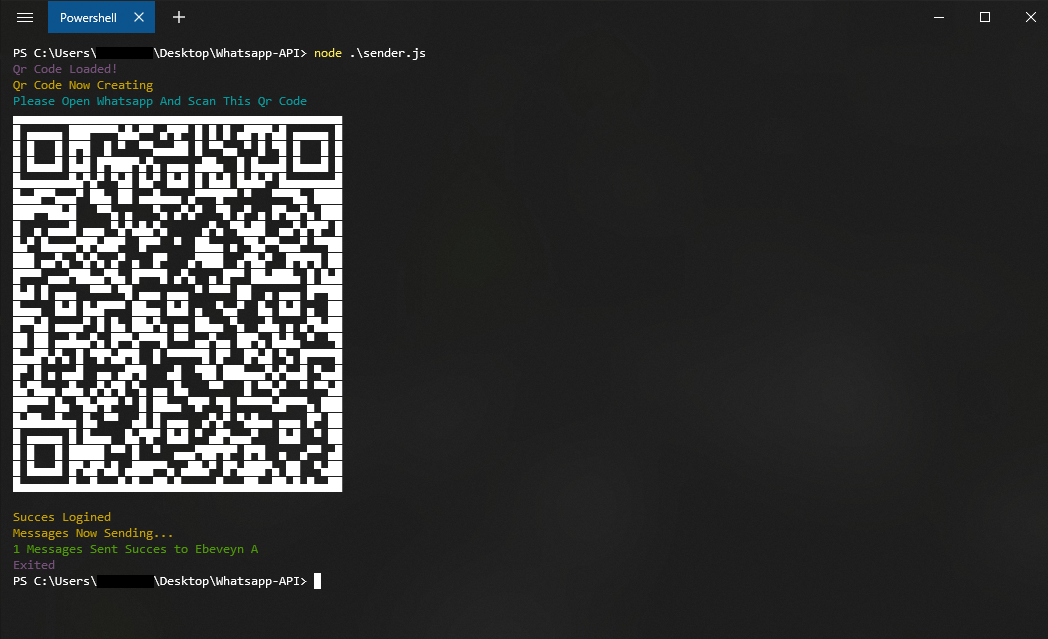 Powershell
PS C:\Users\ \Desktop\Whatsapp-API> node .\sender.js
Qr Code Loaded!
Qr Code Now Creating
Please Open Whatsapp And Scan This Qr Code
Succes Logined
Messages Now Sending...
1 Messages Sent Succes to Ebeveyn A
Exited
PS C:\Users\ \Desktop\Whatsapp-API>